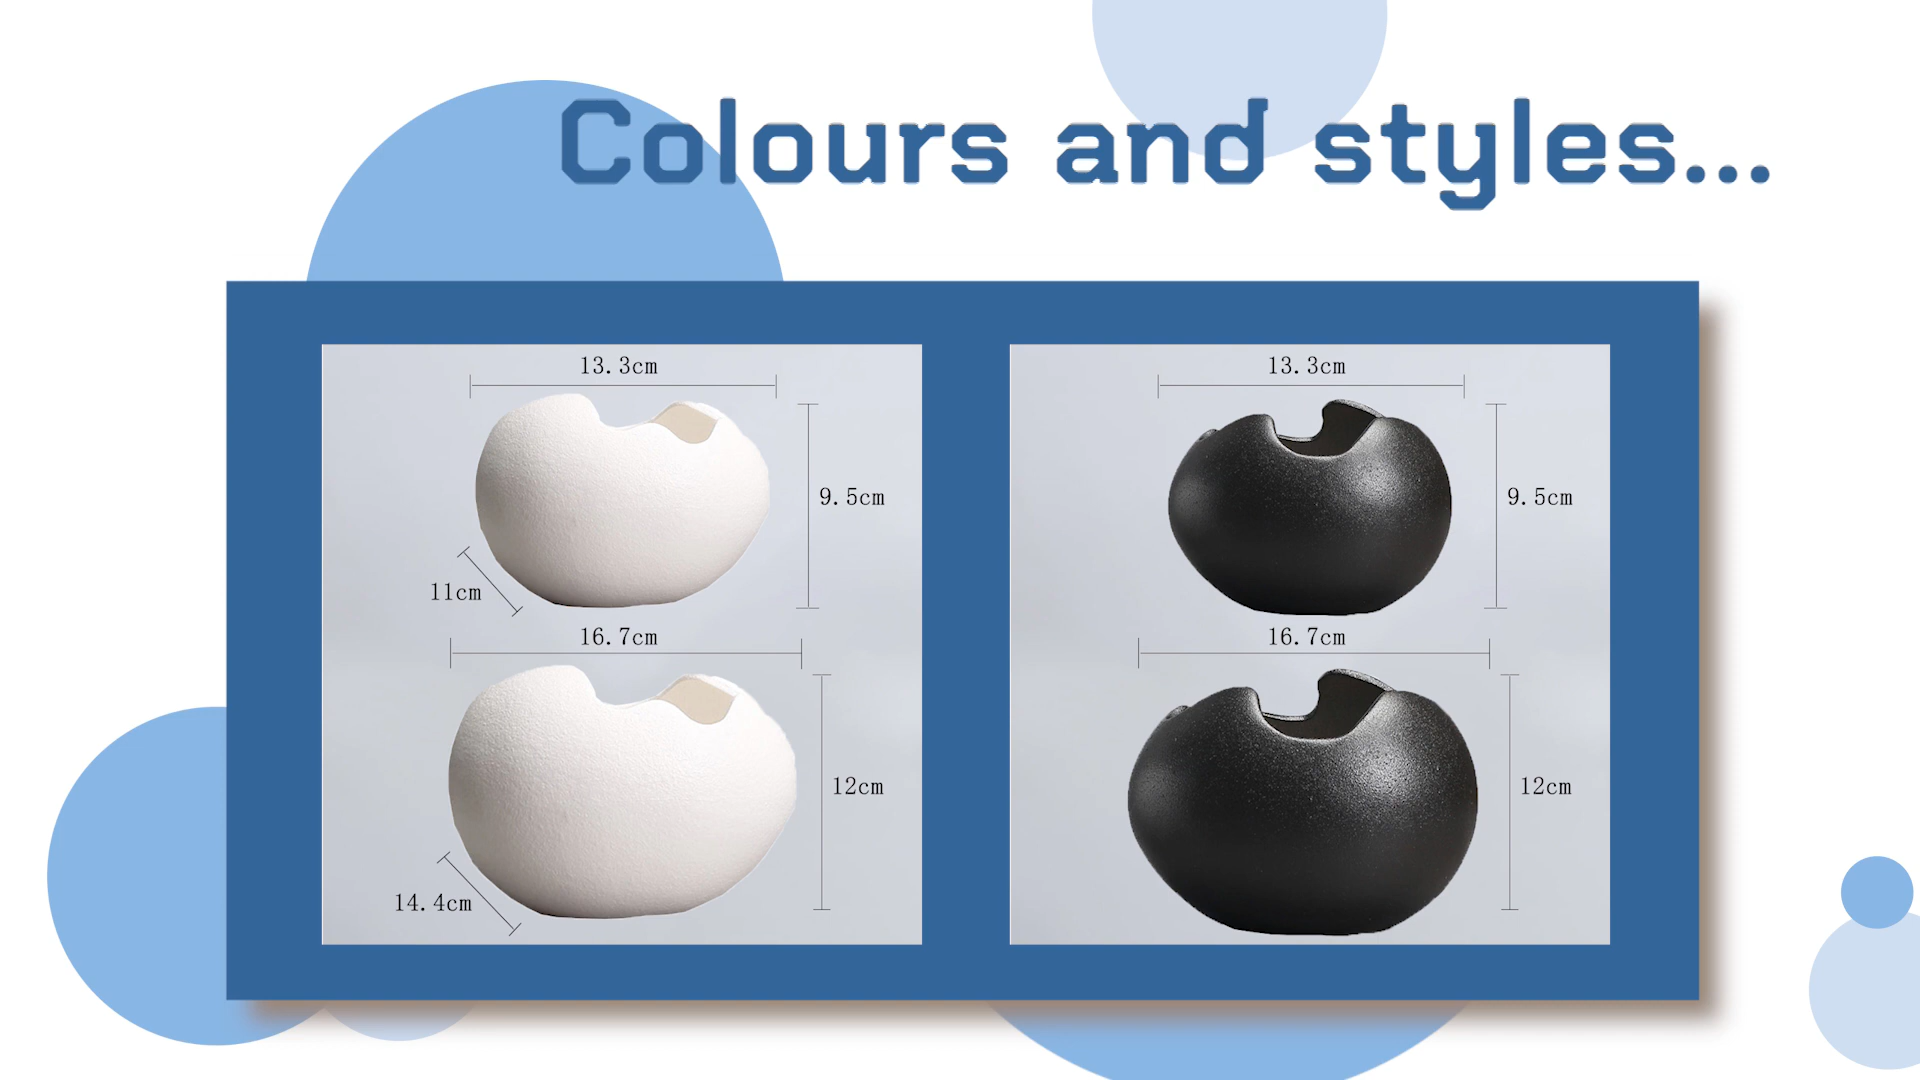 Colours and styles...
13.3cm
9.5cm
11cm
16.7cm
12cm
14.4cm
13.3cm
9.5cm
16.7cm
12cm